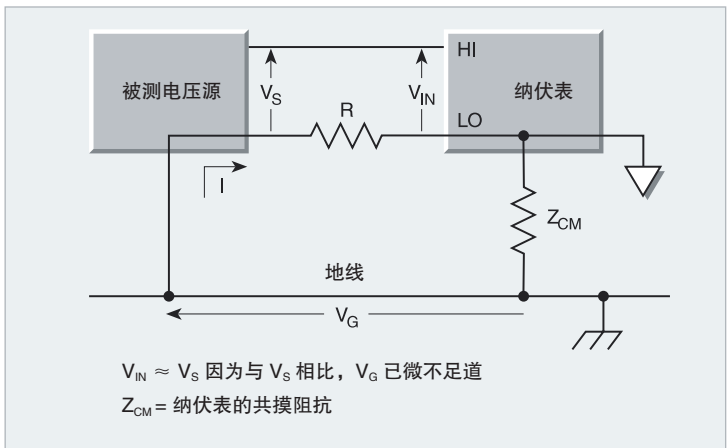 被测电压源
HI
纳伏表
V_S
V_IN
R
LO
I
Z_CM
地线
V_G
V_IN ≈ V_S 因为与 V_S 相比，V_G 已微不足道
Z_CM = 纳伏表的共摸阻抗